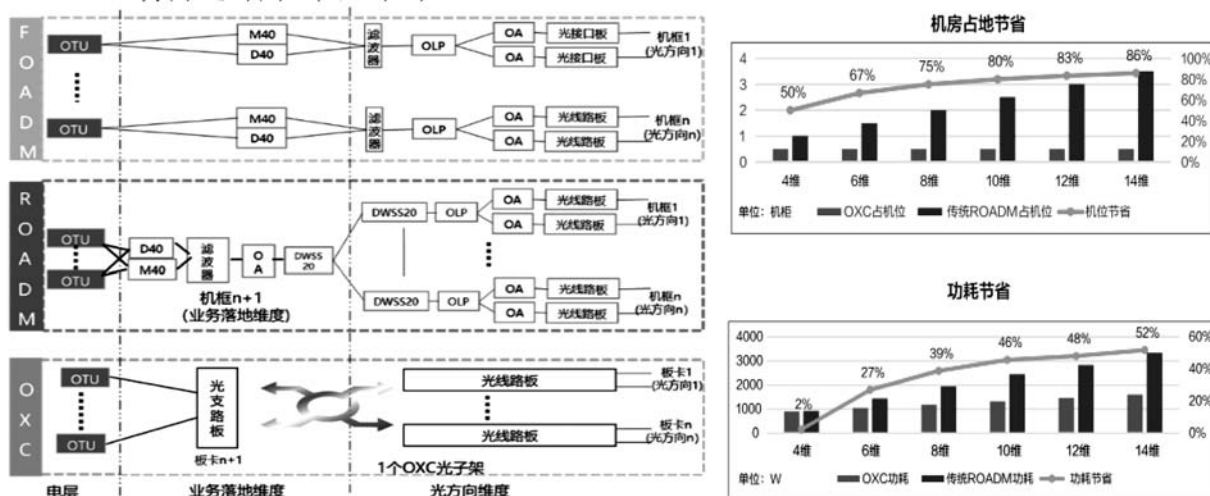 FOADM
OTU
M40
D40
滤波器
OLP
OA
光接口板
OA
光接口板
机框1
(光方向1)
OTU
M40
D40
滤波器
OLP
OA
光线路板
OA
光线路板
机框n
(光方向n)
ROADM
OTU
OTU
D40
M40
滤波器
OA
DWSS
20
机框n+1
(业务落地维度)
DWSS20
OLP
OA
光线路板
OA
光线路板
机框1
(光方向1)
DWSS20
OLP
OA
光线路板
OA
光线路板
机框n
(光方向n)
OXC
OTU
OTU
光支路板
板卡n+1
光线路板
板卡1
(光方向1)
光线路板
板卡n
(光方向n)
1个OXC光子架
电层
业务落地维度
光方向维度
机房占地节省
4
3
2
1
0
50%
67%
75%
80%
83%
86%
100%
80%
60%
40%
20%
0%
4维
6维
8维
10维
12维
14维
单位：机柜
OXC占机位
传统ROADM占机位
机位节省
功耗节省
4000
3000
2000
1000
0
2%
27%
39%
46%
48%
52%
60%
40%
20%
0%
4维
6维
8维
10维
12维
14维
单位：W
OXC功耗
传统ROADM功耗
功耗节省